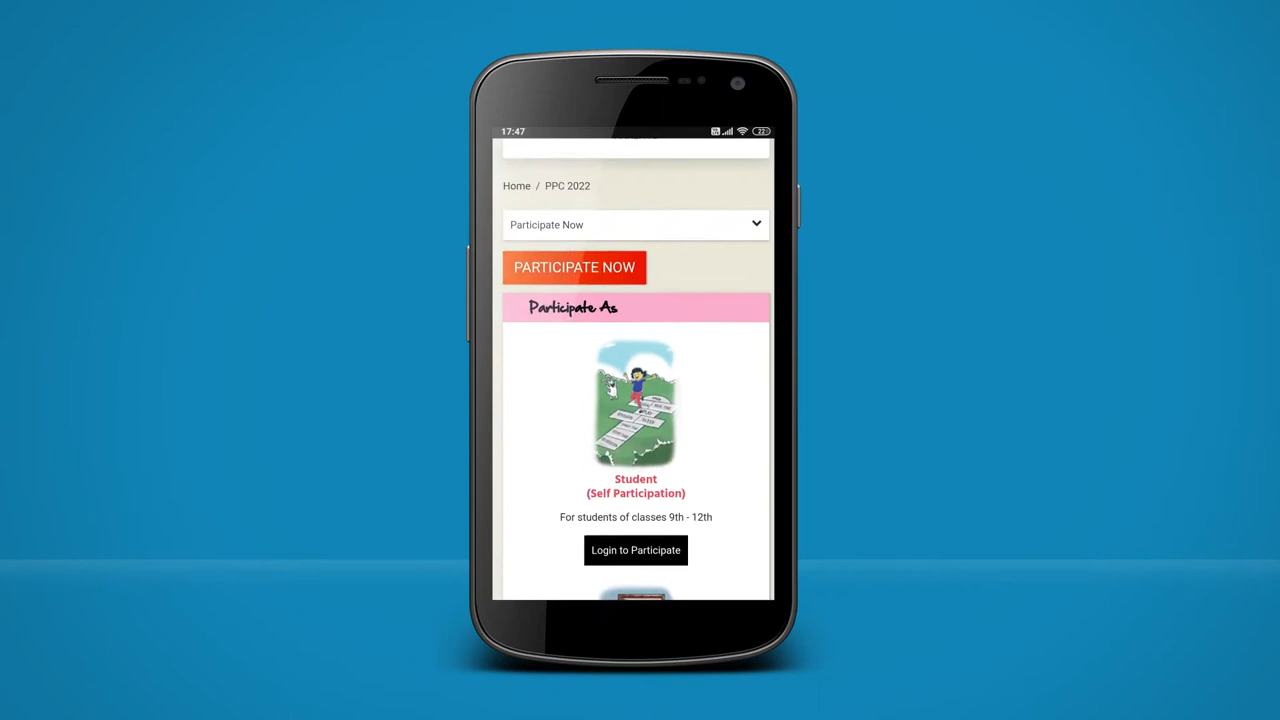 17:47
22
Home / PPC 2022
Participate Now
PARTICIPATE NOW
Participate As
Student
(Self Participation)
For students of classes 9th - 12th
Login to Participate